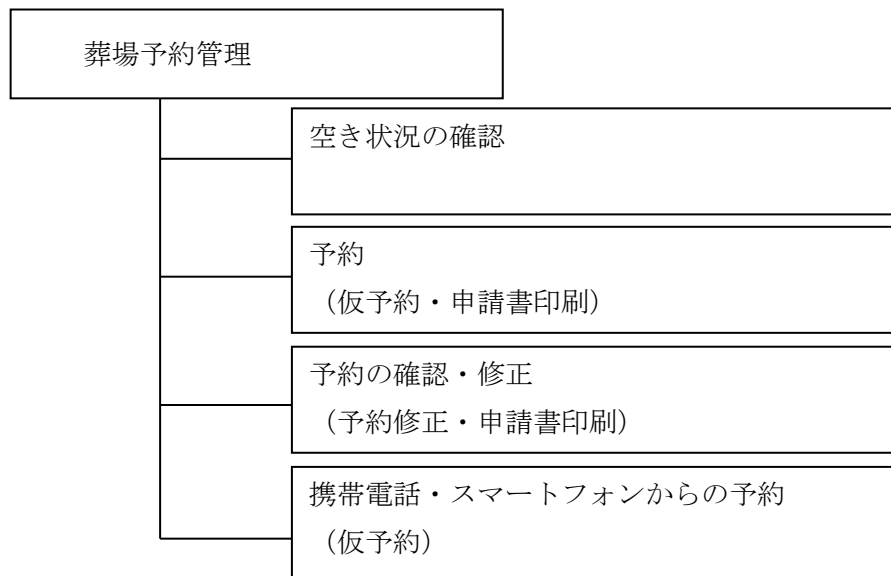 葬場予約管理
空き状況の確認
予約
（仮予約・申請書印刷）
予約の確認・修正
（予約修正・申請書印刷）
携帯電話・スマートフォンからの予約
（仮予約）